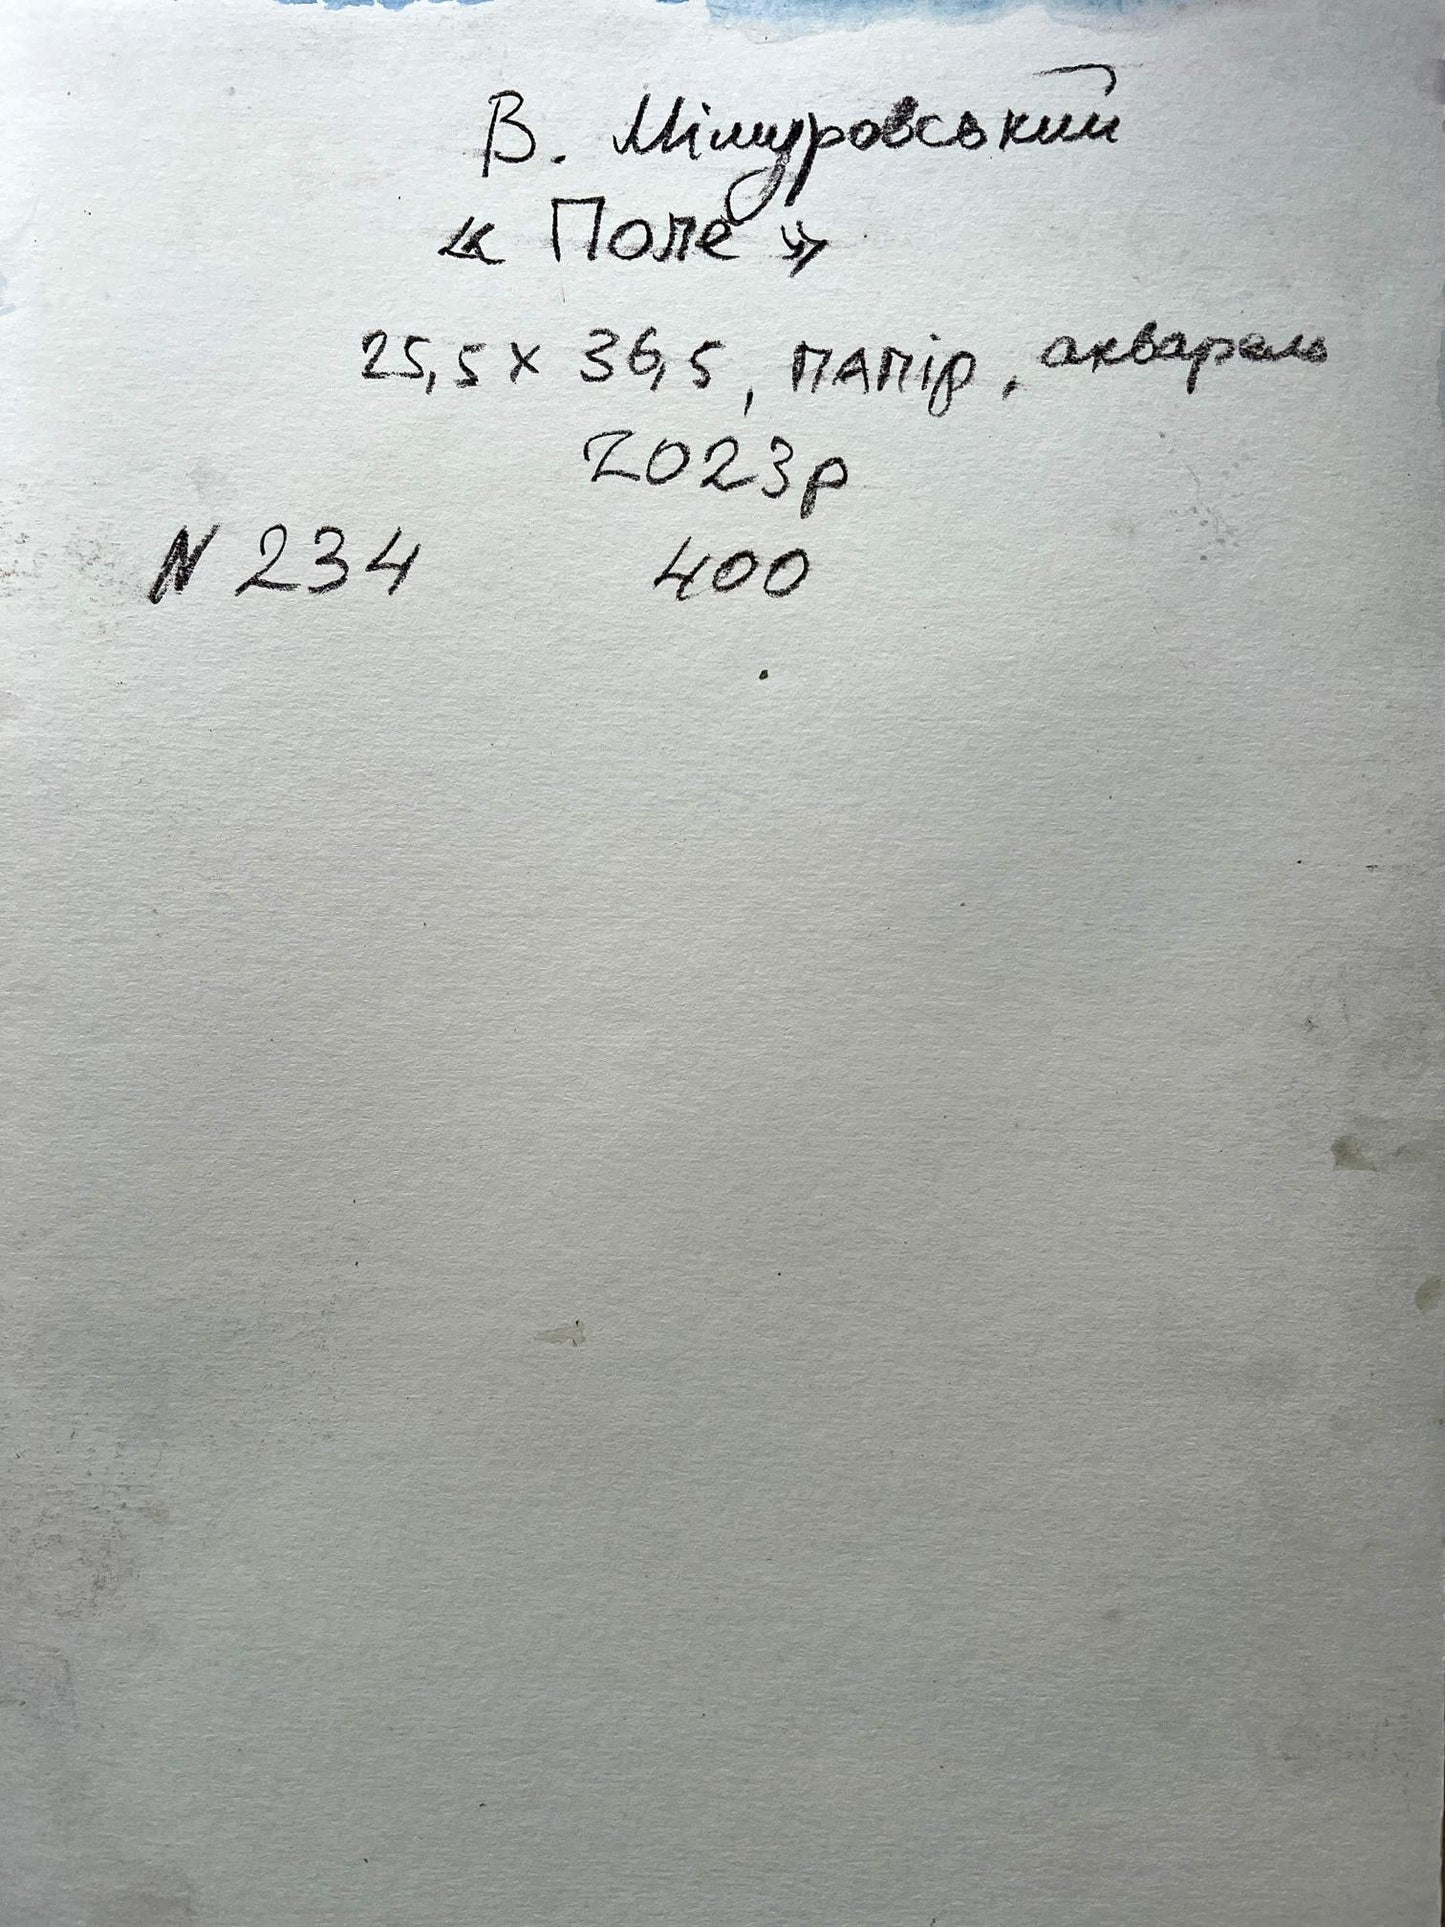 В. Мішуровський
« Поле »
25,5 x 36,5, папір, акварель
2023р
N 234 400